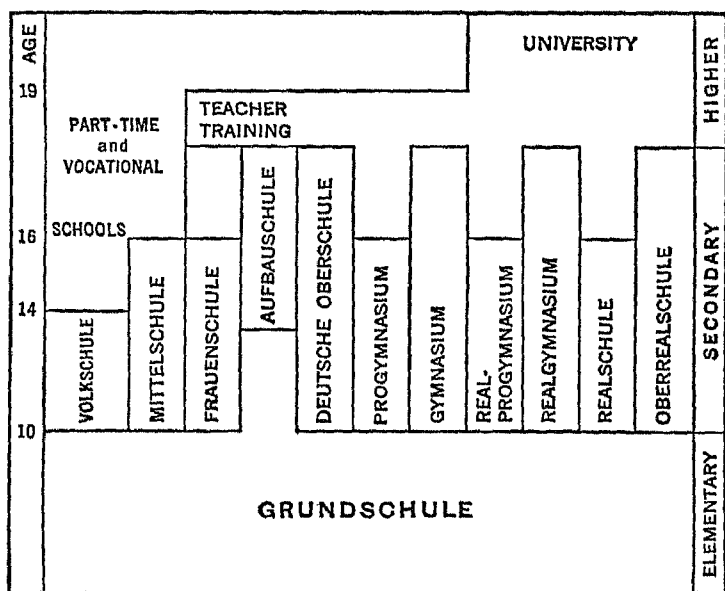 AGE
19
16
14
10
UNIVERSITY
HIGHER
TEACHER
TRAINING
PART-TIME
and
VOCATIONAL
SCHOOLS
VOLKSCHULE
MITTELSCHULE
FRAUENSCHULE
AUFBAUSCHULE
DEUTSCHE OBERSCHULE
PROGYMNASIUM
GYMNASIUM
REAL-
PROGYMNASIUM
REALGYMNASIUM
REALSCHULE
OBERREALSCHULE
SECONDARY
GRUNDSCHULE
ELEMENTARY